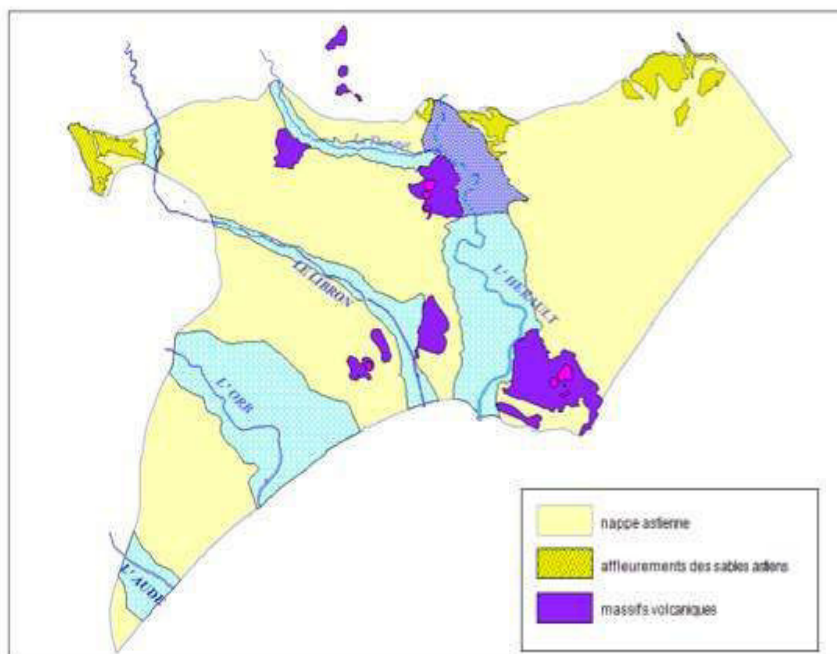 L'HERAULT
LE LIBRON
L'ORB
L'AUDE
nappe astienne
affleurements des sables astiens
massifs volcaniques